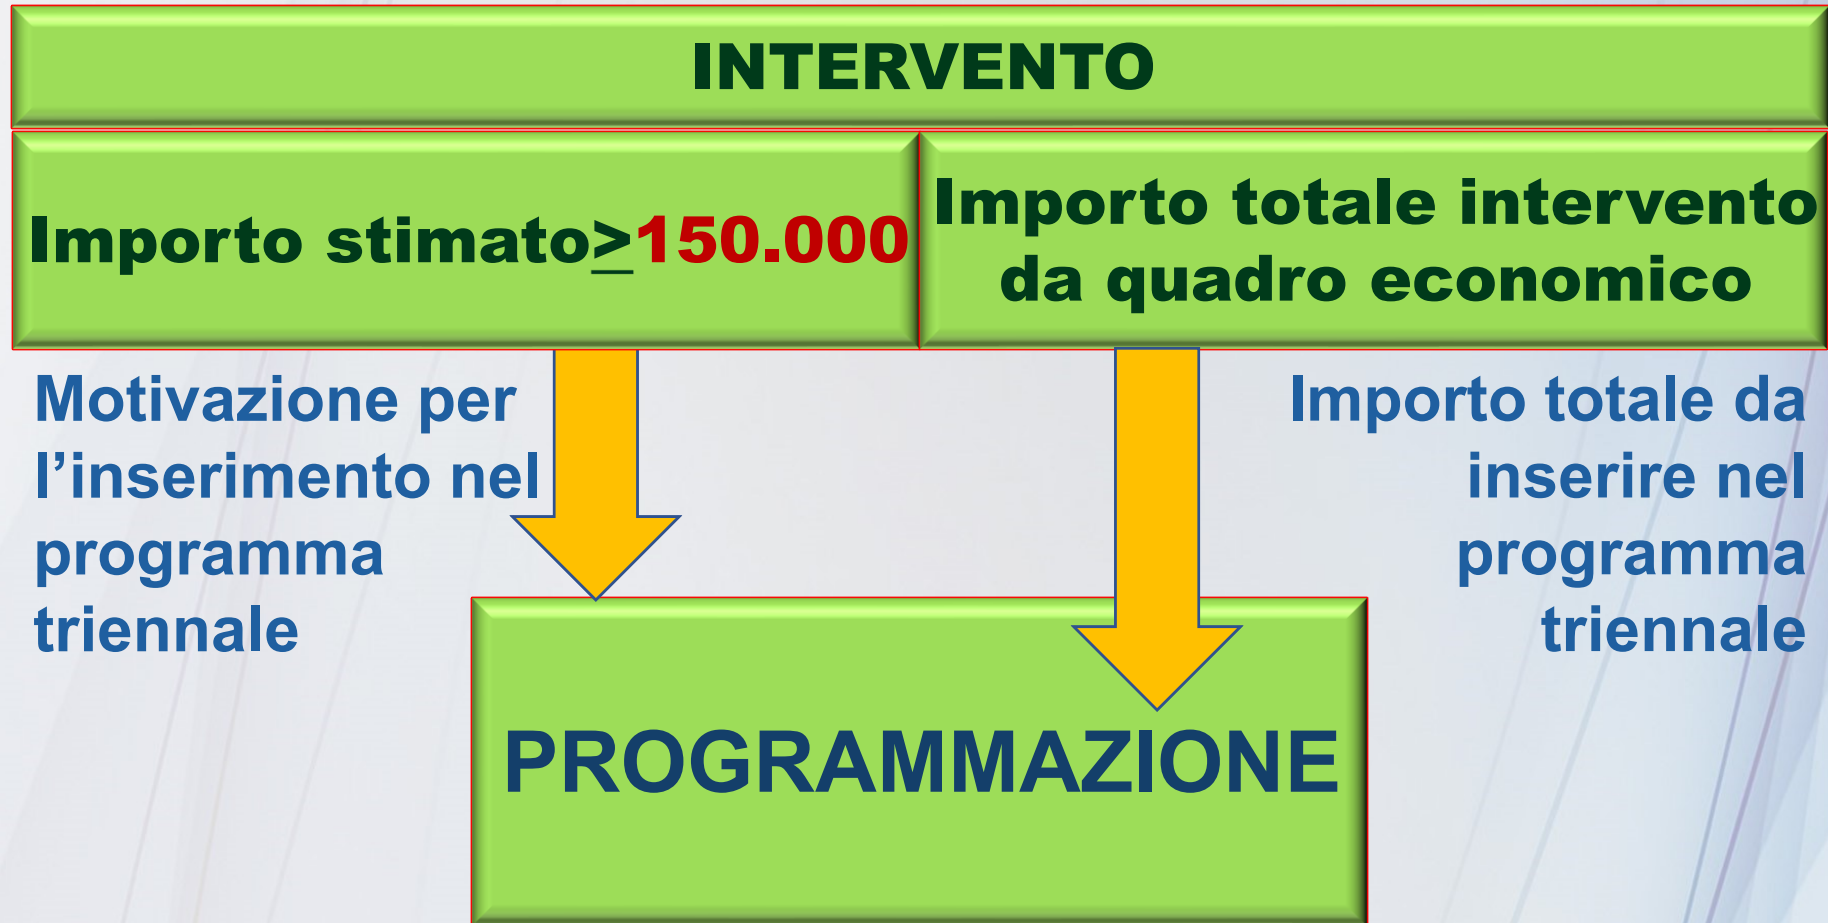 INTERVENTO
Importo stimato≥150.000
Importo totale intervento
da quadro economico
Motivazione per
l’inserimento nel
programma
triennale
Importo totale da
inserire nel
programma
triennale
PROGRAMMAZIONE